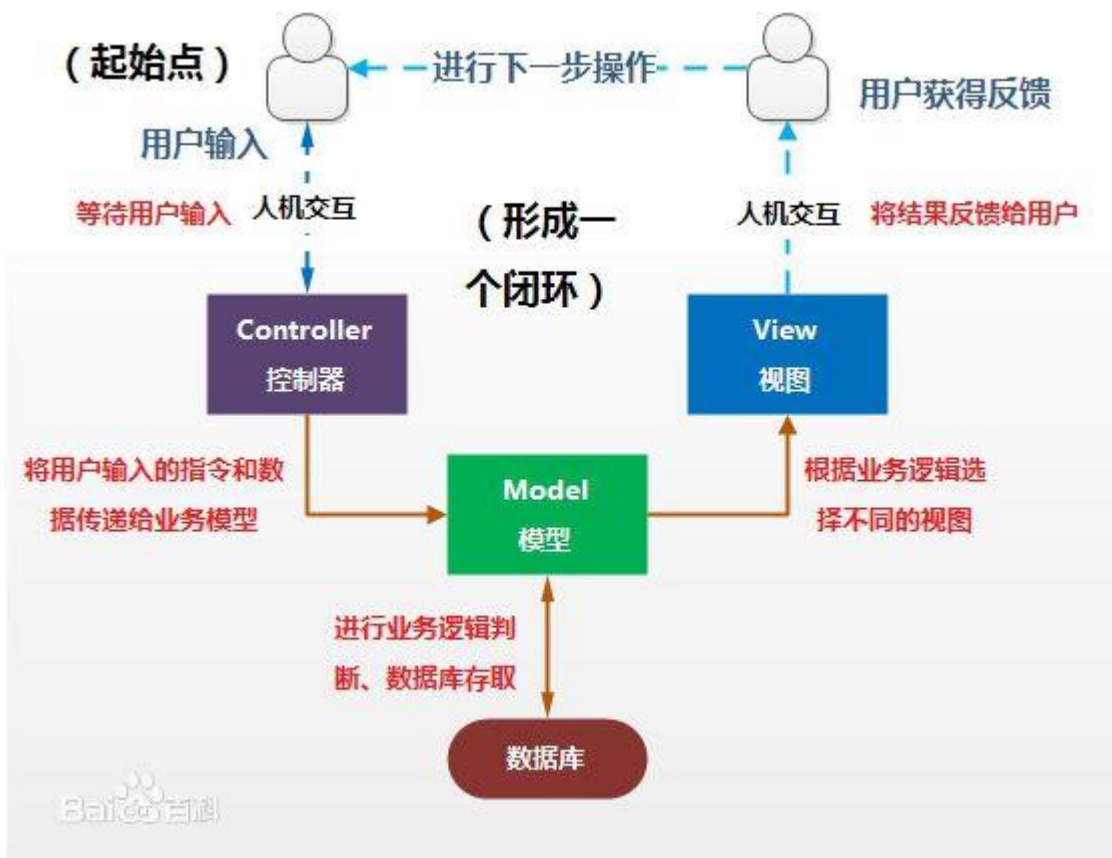 （起始点）
进行下一步操作
用户获得反馈
用户输入
等待用户输入
人机交互
（形成一
个闭环）
人机交互
将结果反馈给用户
Controller
控制器
View
视图
将用户输入的指令和数
据传递给业务模型
Model
模型
根据业务逻辑选
择不同的视图
进行业务逻辑判
断、数据库存取
数据库
Baidu百科